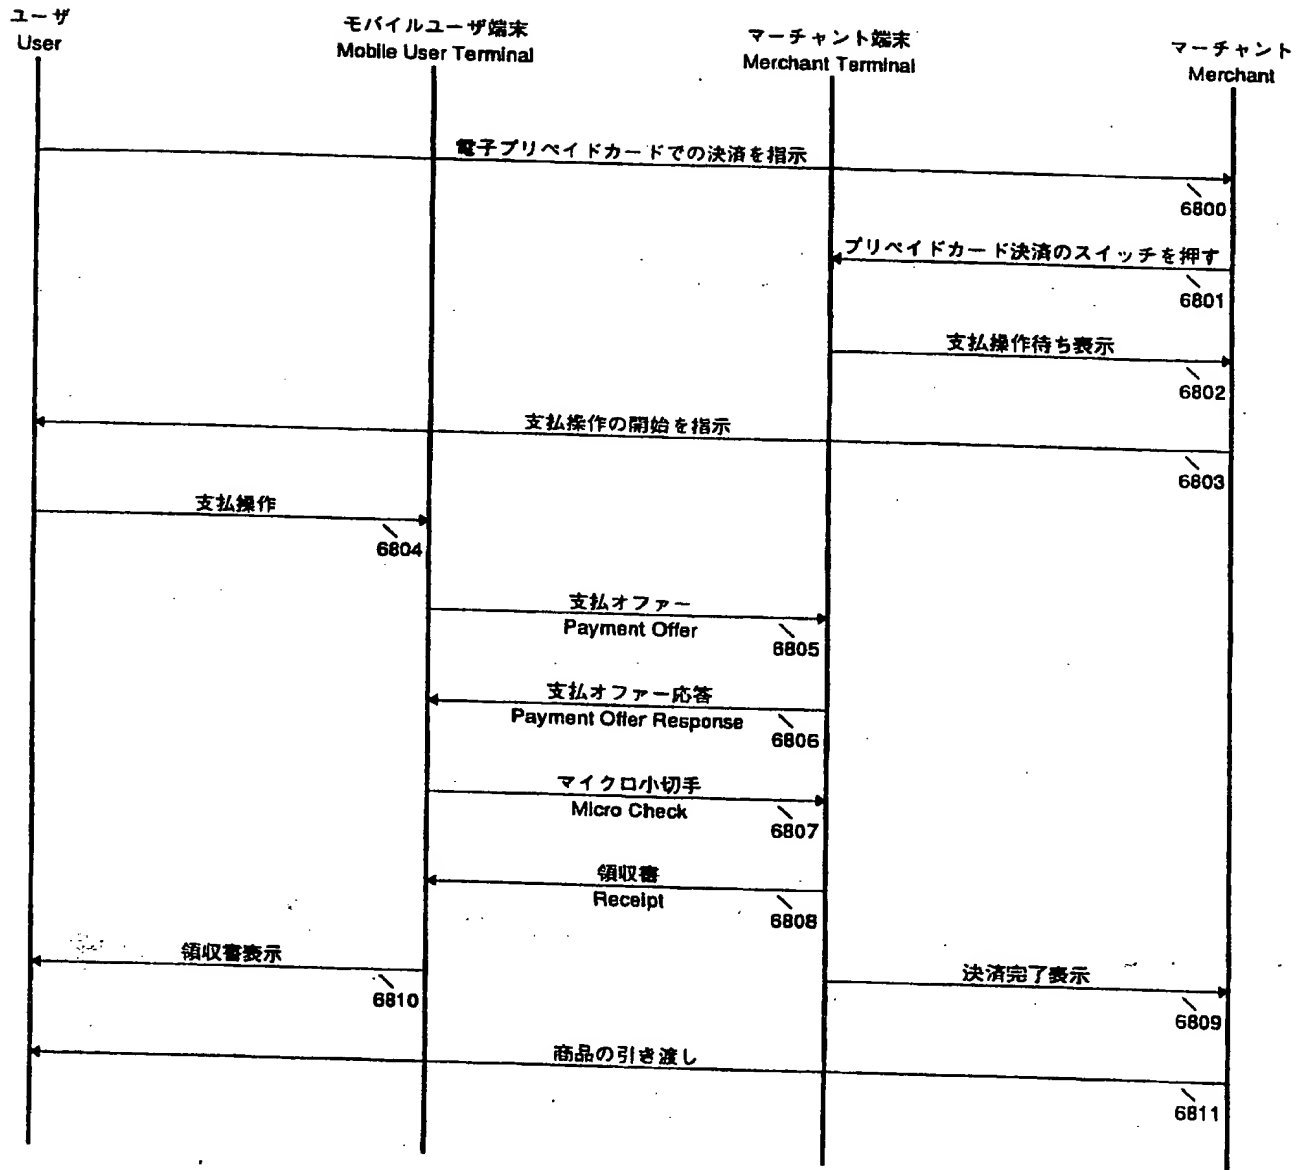 ユーザ
User
モバイルユーザ端末
Mobile User Terminal
マーチャント端末
Merchant Terminal
マーチャント
Merchant
電子プリペイドカードでの決済を指示
6800
プリペイドカード決済のスイッチを押す
6801
支払操作待ち表示
6802
支払操作の開始を指示
6803
支払操作
6804
支払オファー
Payment Offer
6805
支払オファー応答
Payment Offer Response
6806
マイクロ小切手
Micro Check
6807
領収書
Receipt
6808
領収書表示
6810
決済完了表示
6809
商品の引き渡し
6811